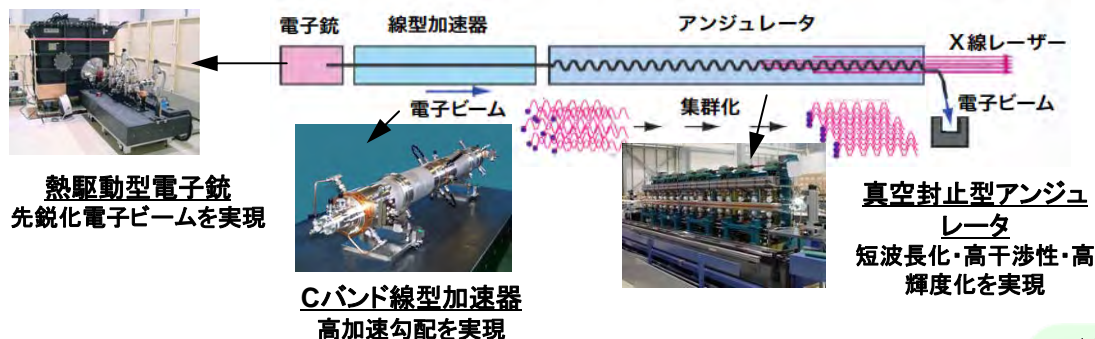 電子銃
線型加速器
アンジュレータ
X線レーザー
電子ビーム
集群化
電子ビーム
熱駆動型電子銃
先鋭化電子ビームを実現
Cバンド線型加速器
高加速勾配を実現
真空封止型アンジュ
レータ
短波長化・高干渉性・高
輝度化を実現